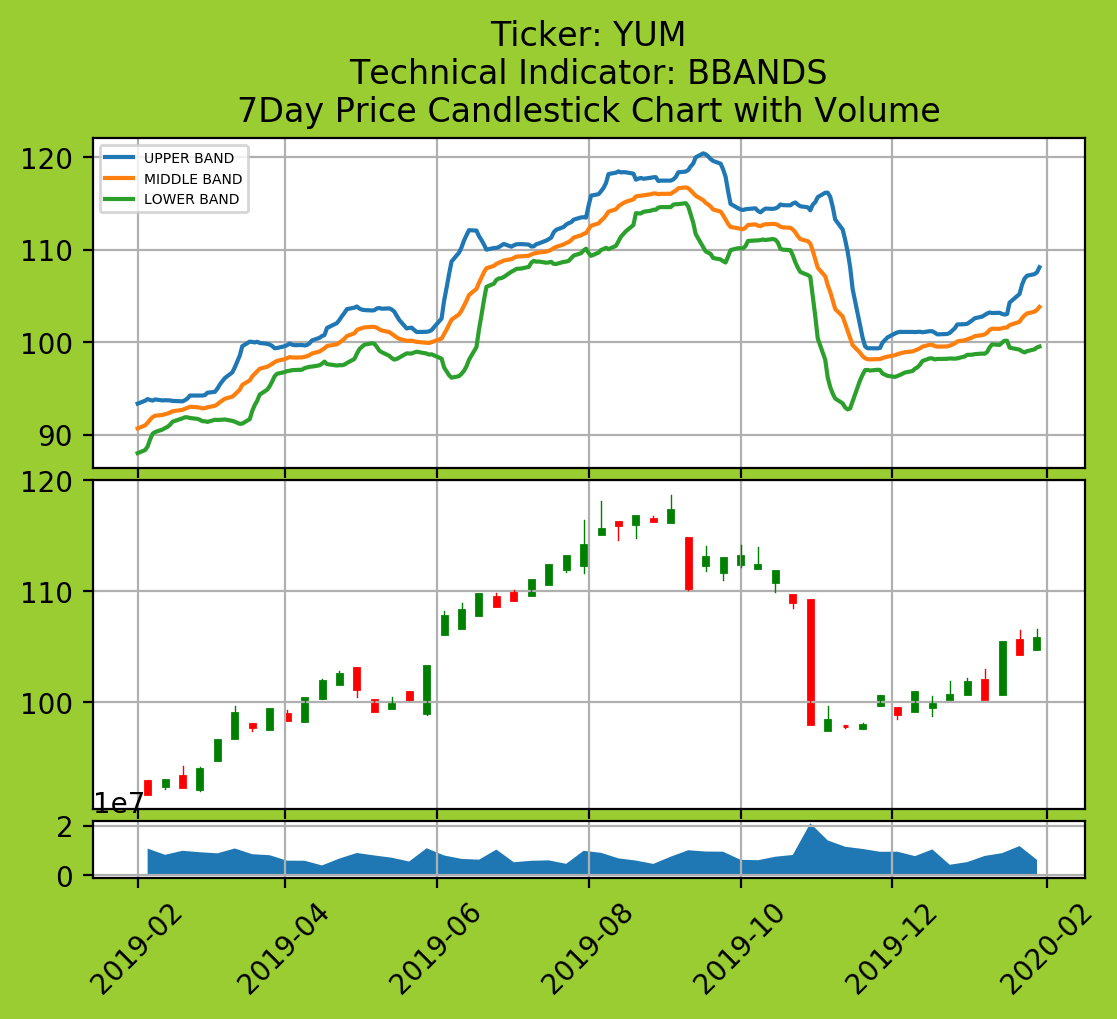 Ticker: YUM
Technical Indicator: BBANDS
7Day Price Candlestick Chart with Volume
UPPER BAND
MIDDLE BAND
LOWER BAND
120
110
100
90
120
110
100
1e7
2
0
2019-02
2019-04
2019-06
2019-08
2019-10
2019-12
2020-02